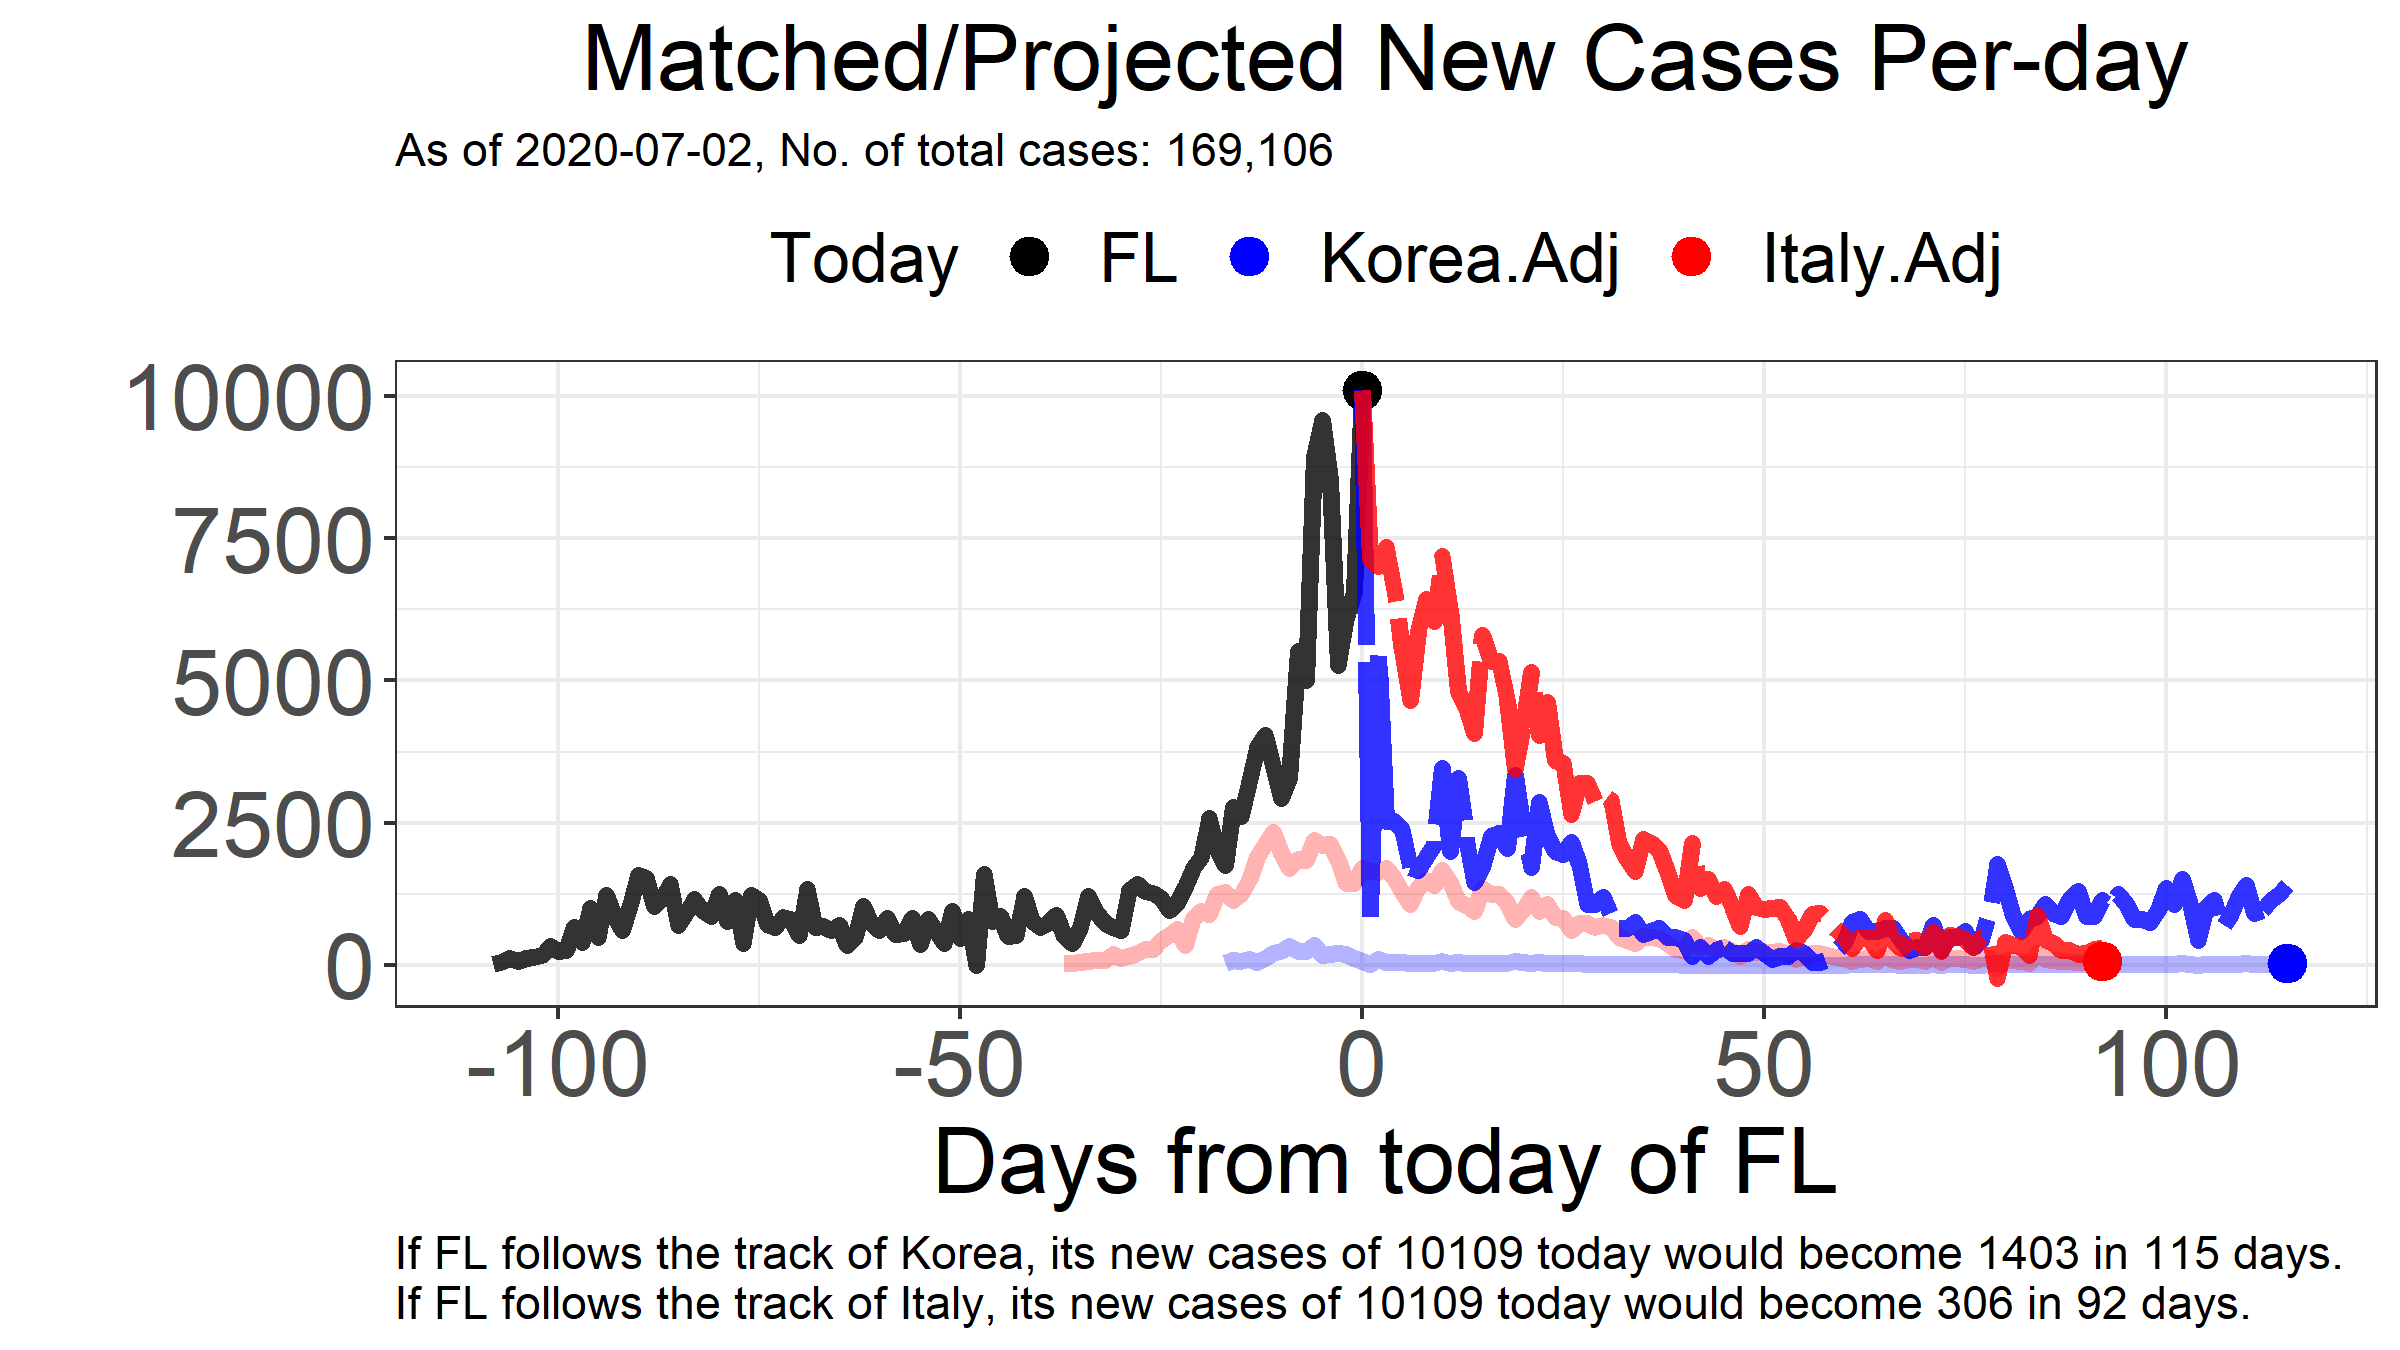 Matched/Projected New Cases Per-day
As of 2020-07-02, No. of total cases: 169,106
Today FL Korea.Adj Italy.Adj
10000
7500
5000
2500
0
-100 -50 0 50 100
Days from today of FL
If FL follows the track of Korea, its new cases of 10109 today would become 1403 in 115 days.
If FL follows the track of Italy, its new cases of 10109 today would become 306 in 92 days.